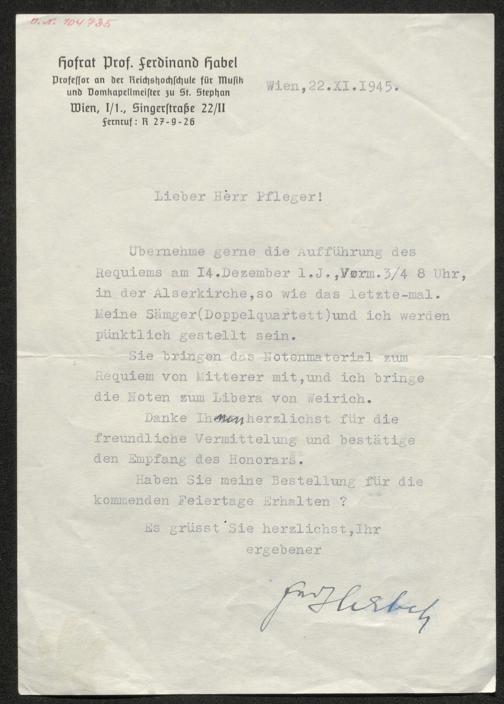 U.N. 104735
Hofrat Prof. Ferdinand Habel
Professor an der Reichshochschule für Musik
und Domkapellmeister zu St. Stephan
Wien, I/1., Singerstraße 22/II
Fernruf: R 27-9-26
Wien,22.XI.1945.
Lieber Herr Pfleger!
Übernehme gerne die Aufführung des
Requiems am 14.Dezember l.J.,Vorm.3/4 8 Uhr,
in der Alserkirche,so wie das letzte-mal.
Meine Sämger(Doppelquartett)und ich werden
pünktlich gestellt sein.
Sie bringen das Notenmaterial zum
Requiem von Mitterer mit,und ich bringe
die Noten zum Libera von Weirich.
Danke Ihnen herzlichst für die
freundliche Vermittelung und bestätige
den Empfang des Honorars.
Haben Sie meine Bestellung für die
kommenden Feiertage Erhalten ?
Es grüsst Sie herzlichst,Ihr
ergebener
Ferd Habel